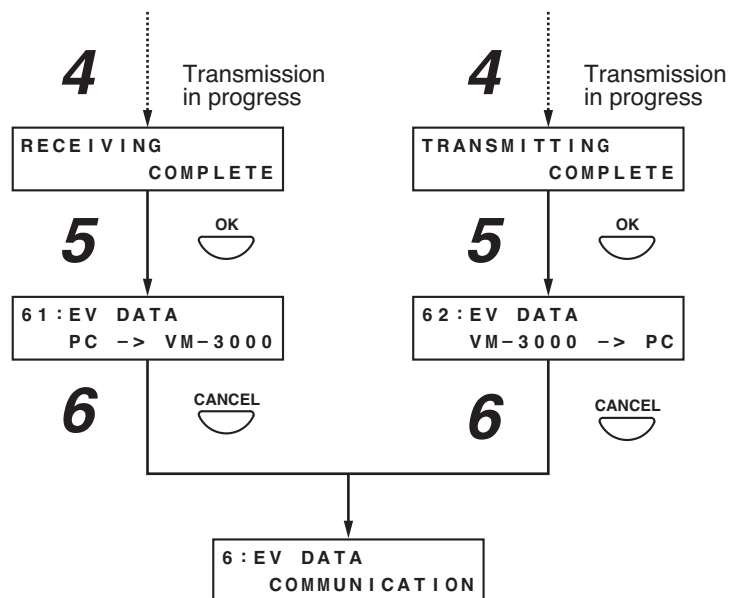 4
Transmission
in progress
RECEIVING
COMPLETE
5
OK
61:EV DATA
PC –> VM–3000
6
CANCEL
4
Transmission
in progress
TRANSMITTING
COMPLETE
5
OK
62:EV DATA
VM–3000 –> PC
6
CANCEL
6:EV DATA
COMMUNICATION